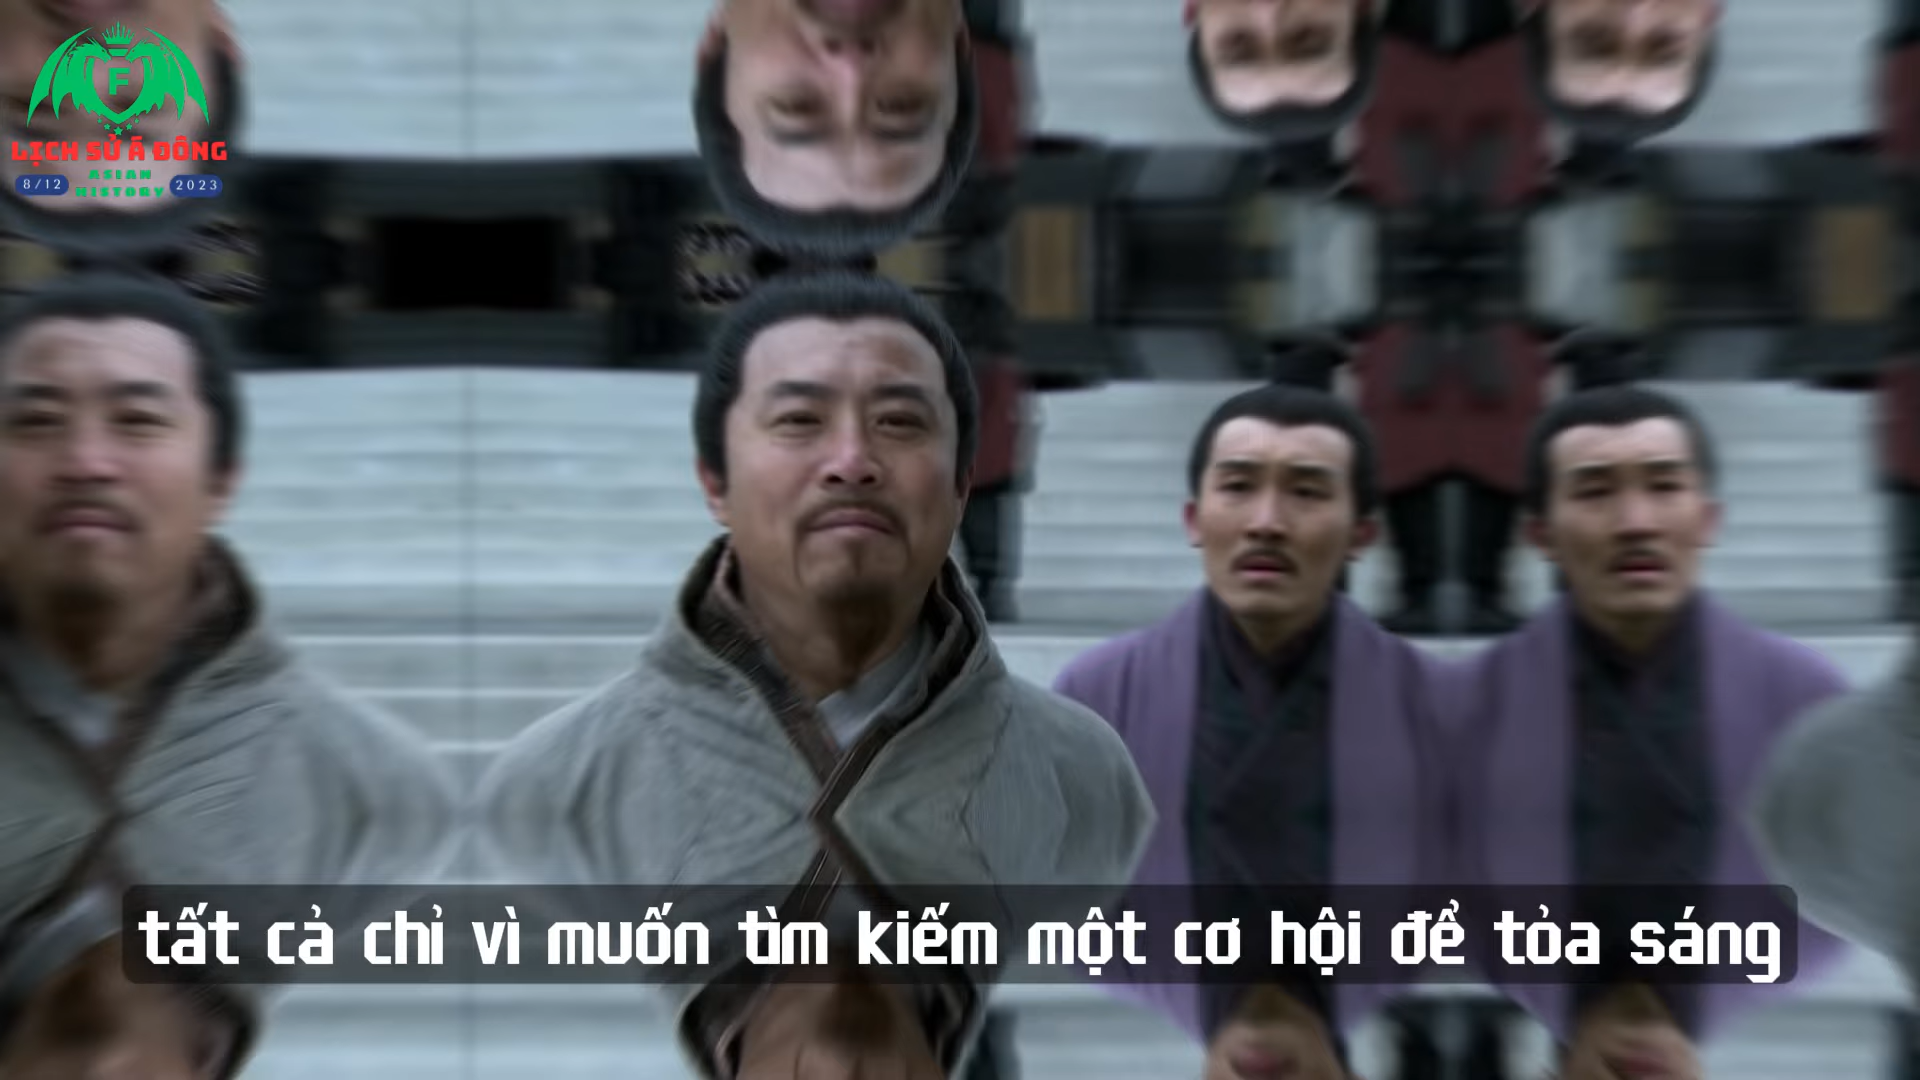 F
LỊCH SỬ Á ĐÔNG
8/12
ASIAN
HISTORY
2023
tất cả chỉ vì muốn tìm kiếm một cơ hội để tỏa sáng